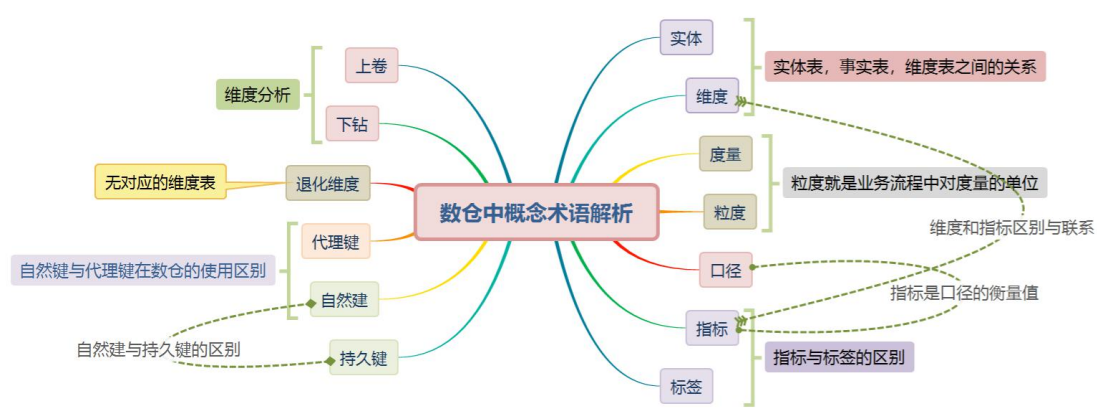 数仓中概念术语解析
实体
维度
实体表，事实表，维度表之间的关系
度量
粒度
粒度就是业务流程中对度量的单位
维度和指标区别与联系
口径
指标是口径的衡量值
指标
标签
指标与标签的区别
上卷
下钻
维度分析
退化维度
无对应的维度表
代理键
自然建
自然键与代理键在数仓的使用区别
持久键
自然建与持久键的区别